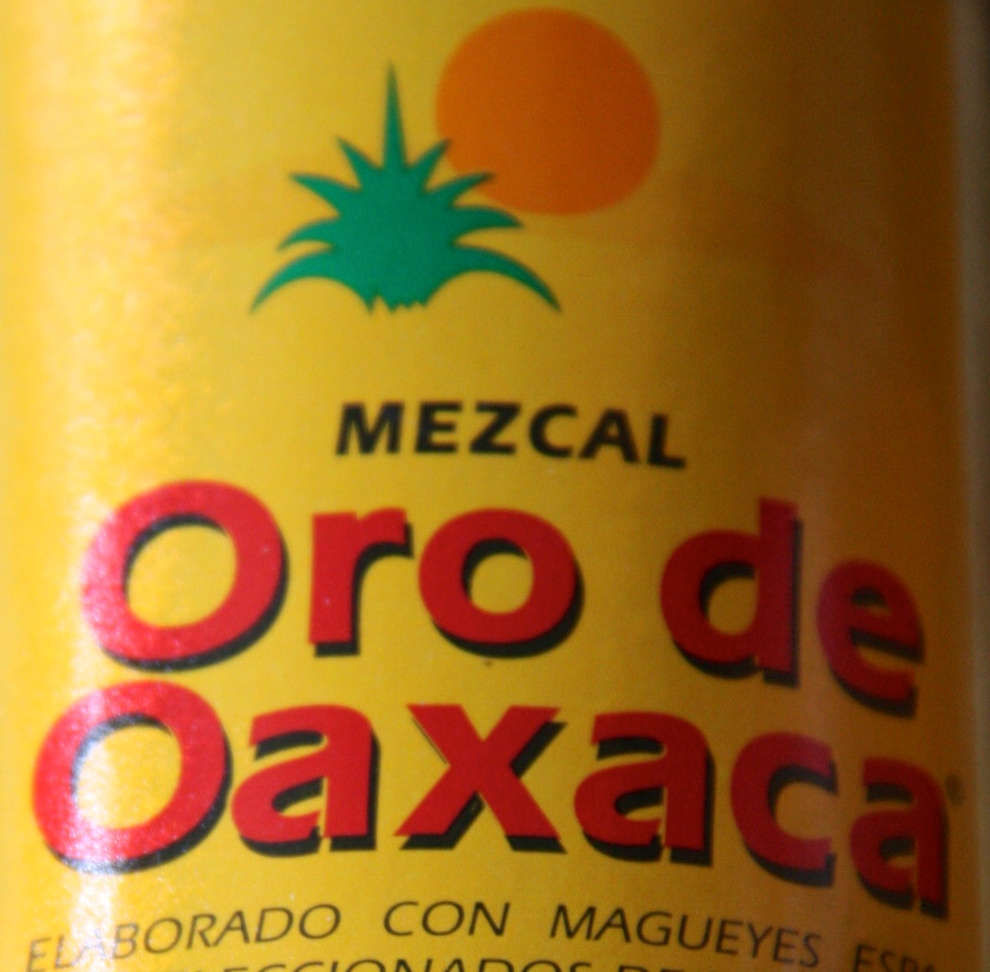 MEZCAL
Oro de
Oaxaca®
ELABORADO CON MAGUEYES